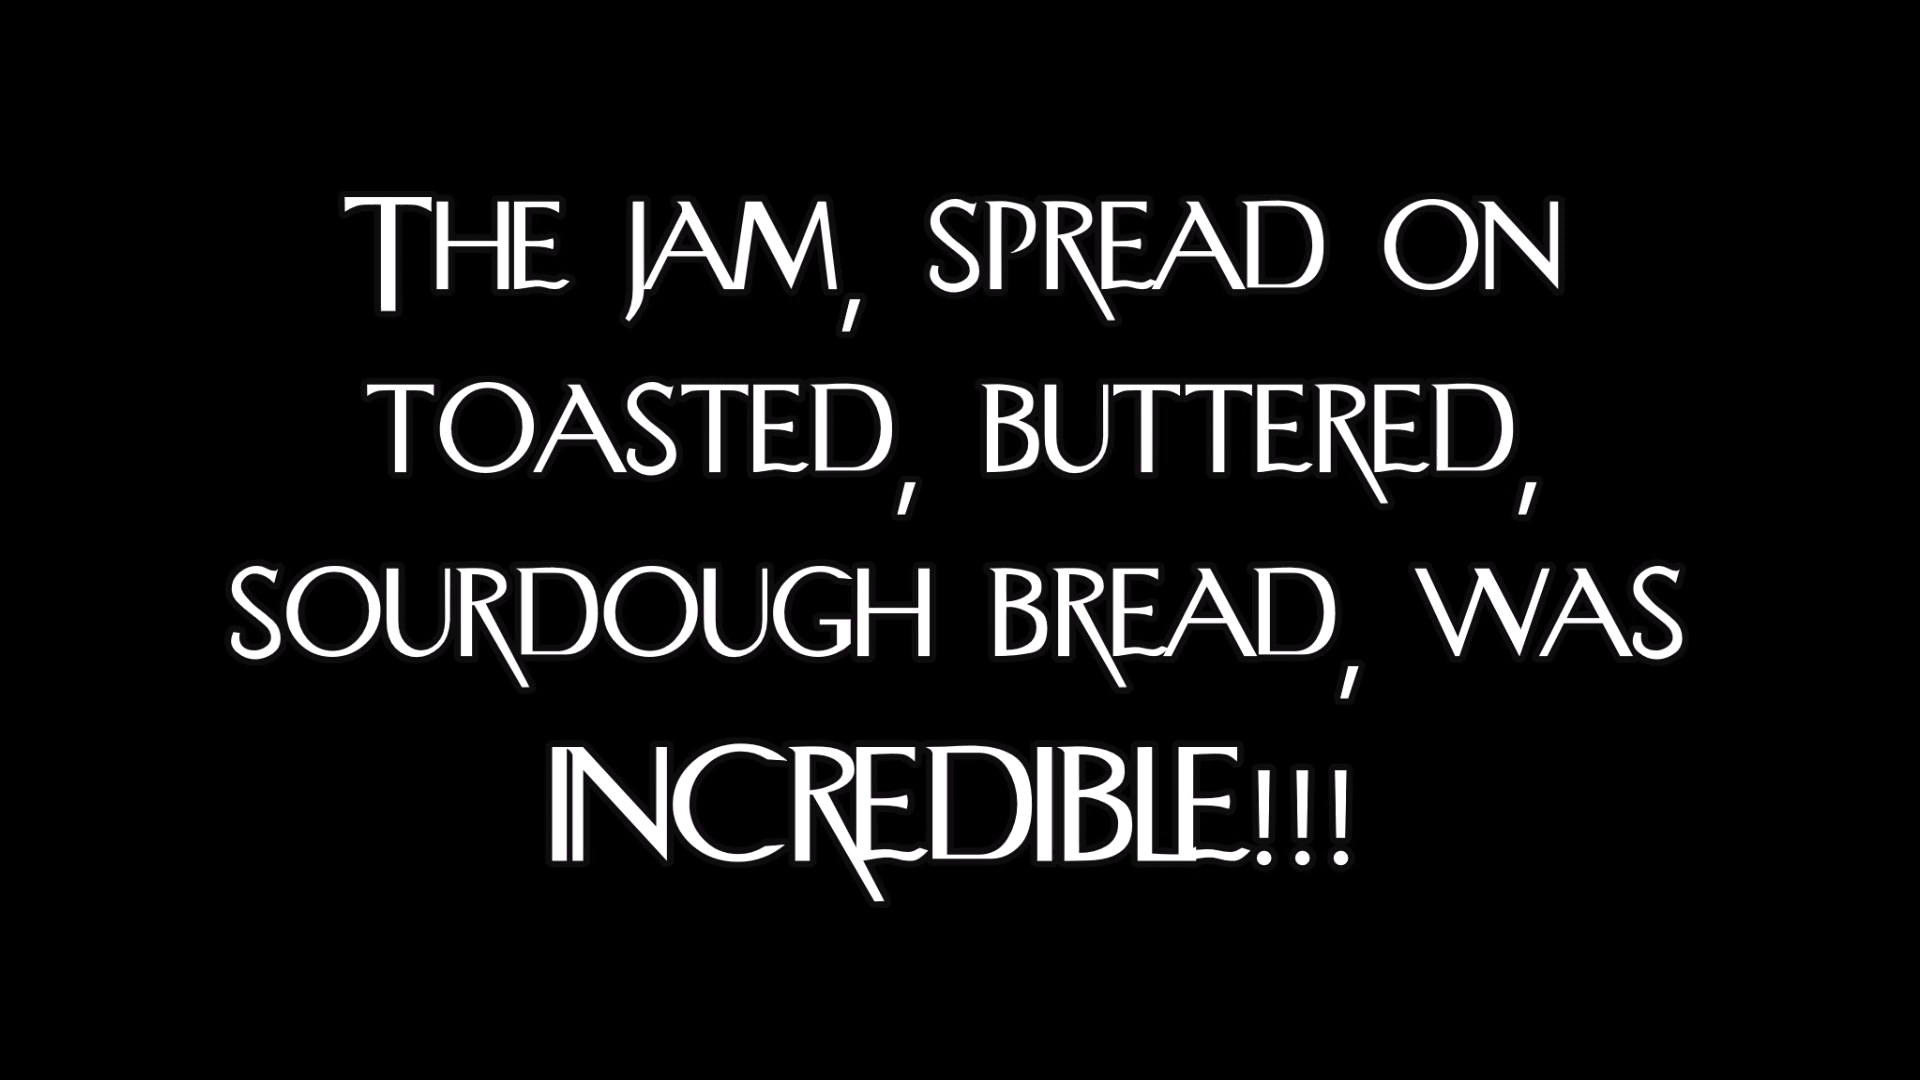 The jam, spread on
toasted, buttered,
sourdough bread, was
INCREDIBLE!!!